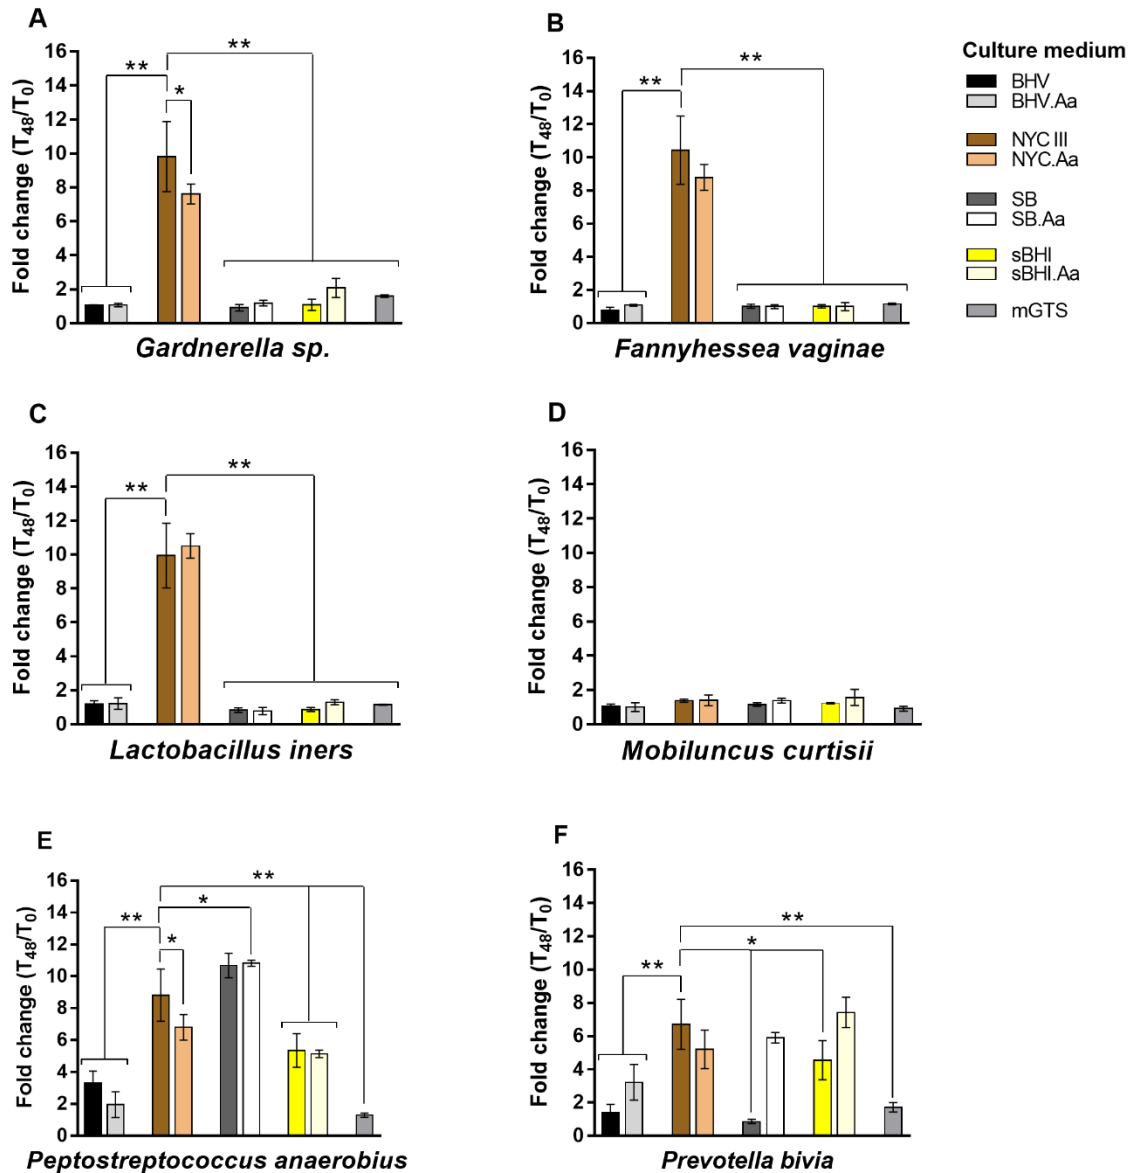 A
Fold change (T48/T0)
16
14
12
10
8
6
4
2
0
**
**
*
Gardnerella sp.
B
Fold change (T48/T0)
16
14
12
10
8
6
4
2
0
**
**
Fannyhessea vaginae
Culture medium
BHV
BHV.Aa
NYC III
NYC.Aa
SB
SB.Aa
sBHI
sBHI.Aa
mGTS
C
Fold change (T48/T0)
16
14
12
10
8
6
4
2
0
**
**
Lactobacillus iners
D
Fold change (T48/T0)
16
14
12
10
8
6
4
2
0
Mobiluncus curtisii
E
Fold change (T48/T0)
16
14
12
10
8
6
4
2
0
**
*
**
*
Peptostreptococcus anaerobius
F
Fold change (T48/T0)
16
14
12
10
8
6
4
2
0
**
*
**
Prevotella bivia